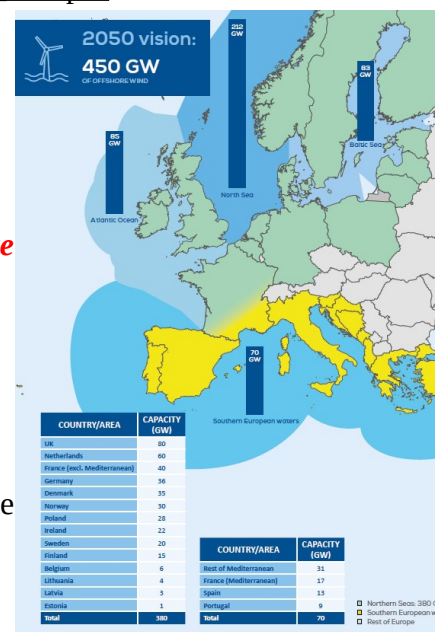 2050 vision:
450 GW
OF OFFSHORE WIND
212
GW
83
GW
85
GW
Baltic Sea
North Sea
Atlantic Ocean
e
70
GW
Southern European waters
COUNTRY/AREA CAPACITY (GW)
UK 80
Netherlands 60
France (excl. Mediterranean) 40
Germany 36
Denmark 35
Norway 30
Poland 28
Ireland 22
Sweden 20
Finland 15
Belgium 6
Lithuania 4
Latvia 3
Estonia 1
Total 380
e
COUNTRY/AREA CAPACITY (GW)
Rest of Mediterranean 31
France (Mediterranean) 17
Spain 13
Portugal 9
Total 70
Northern Seas: 380 G
Southern European w
Rest of Europe